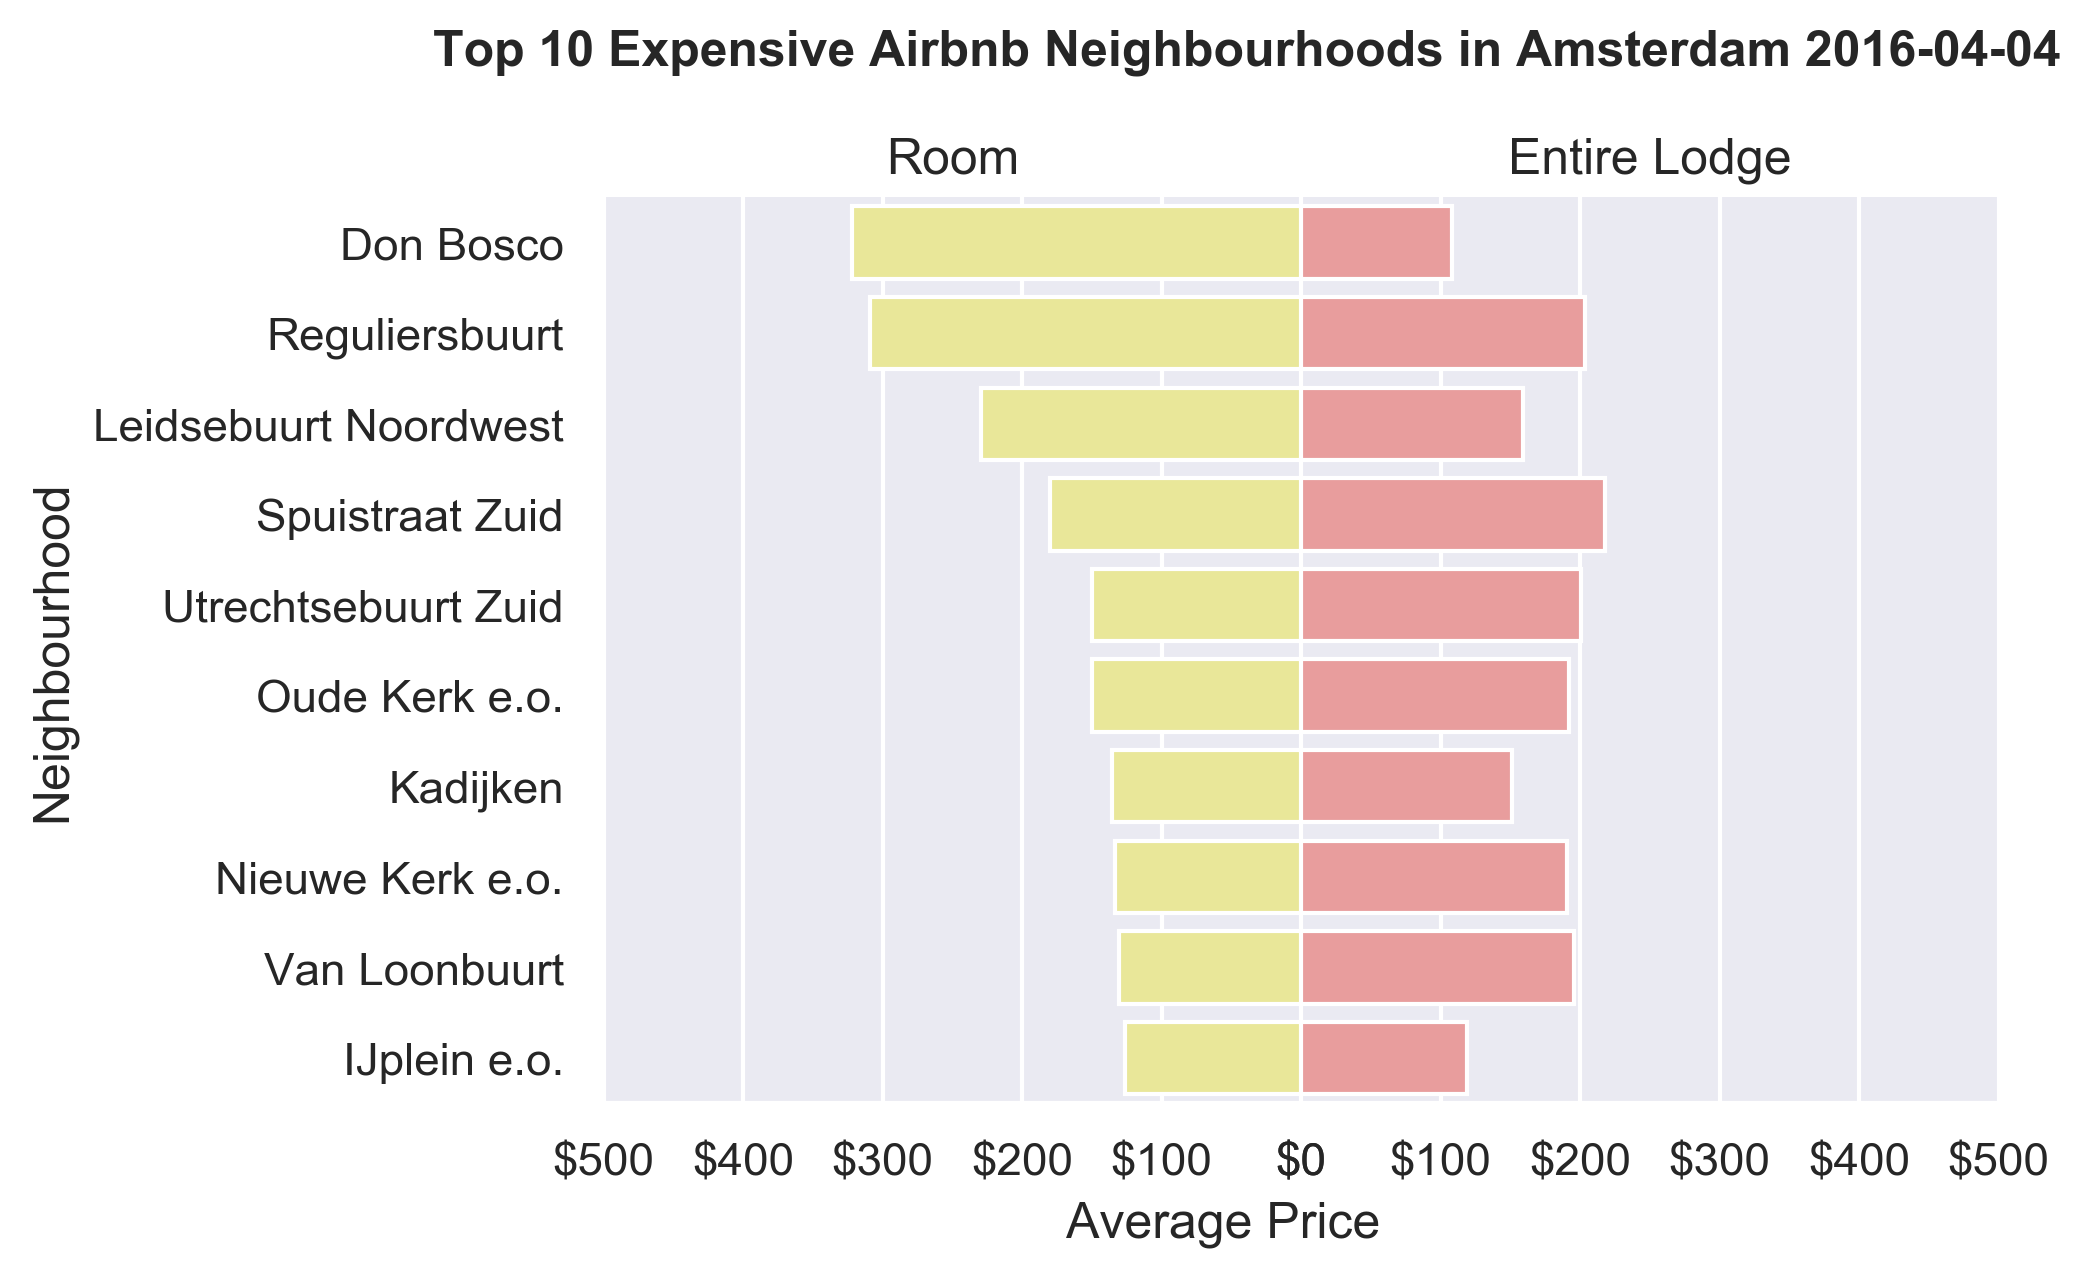 Top 10 Expensive Airbnb Neighbourhoods in Amsterdam 2016-04-04
Room Entire Lodge
Neighbourhood
Don Bosco
Reguliersbuurt
Leidsebuurt Noordwest
Spuistraat Zuid
Utrechtsebuurt Zuid
Oude Kerk e.o.
Kadijken
Nieuwe Kerk e.o.
Van Loonbuurt
IJplein e.o.
$500 $400 $300 $200 $100 $0 $100 $200 $300 $400 $500
Average Price